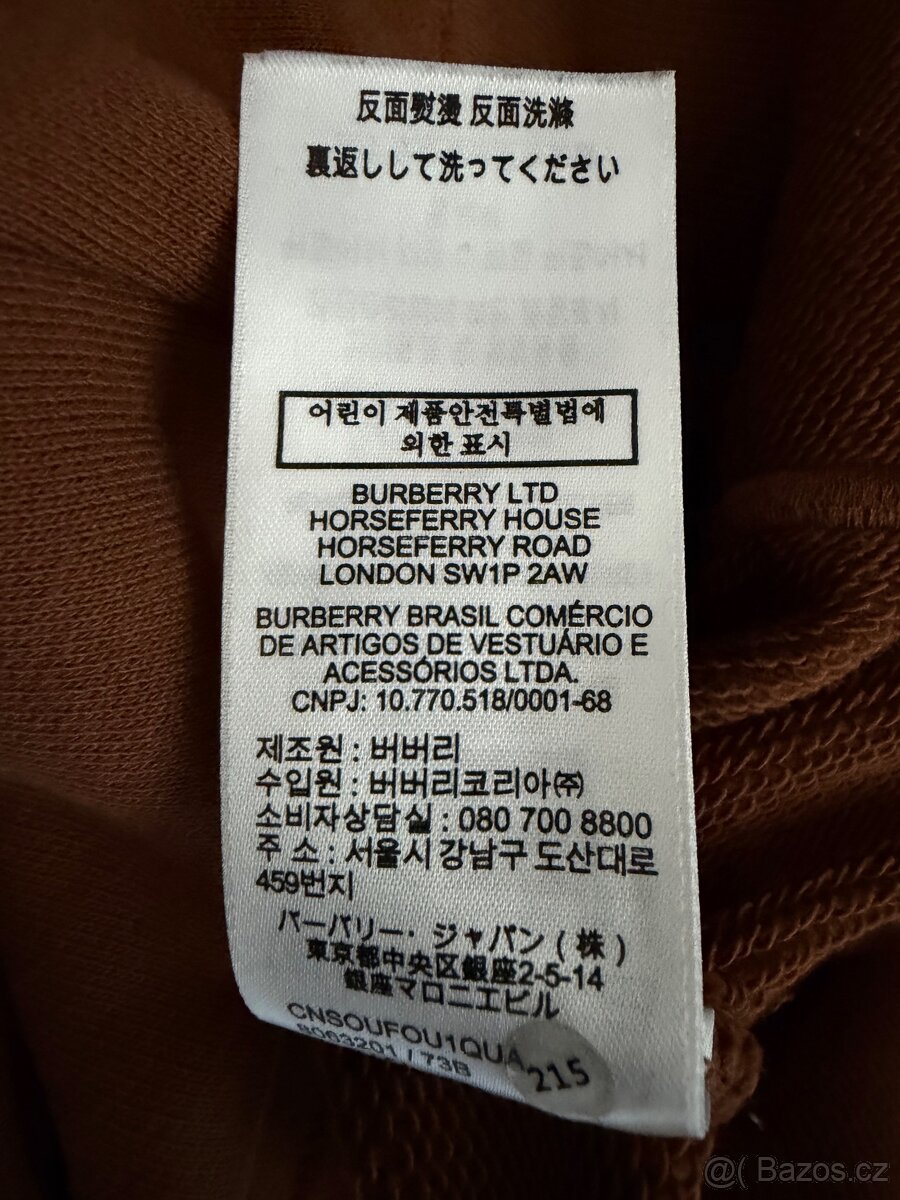 反面熨燙 反面洗滌
裏返しして洗ってください
어린이 제품안전특별법에
의한 표시
BURBERRY LTD
HORSEFERRY HOUSE
HORSEFERRY ROAD
LONDON SW1P 2AW
BURBERRY BRASIL COMÉRCIO
DE ARTIGOS DE VESTUÁRIO E
ACESSÓRIOS LTDA.
CNPJ: 10.770.518/0001-68
제조원 : 버버리
수입원 : 버버리코리아㈜
소비자상담실 : 080 700 8800
주 소 : 서울시 강남구 도산대로
459번지
バーバリー・ジャパン(株)
東京都中央区銀座2-5-14
銀座マロニエビル
CNSOUFOU1QUA
8063201 / 73B
215
@( Bazos.cz